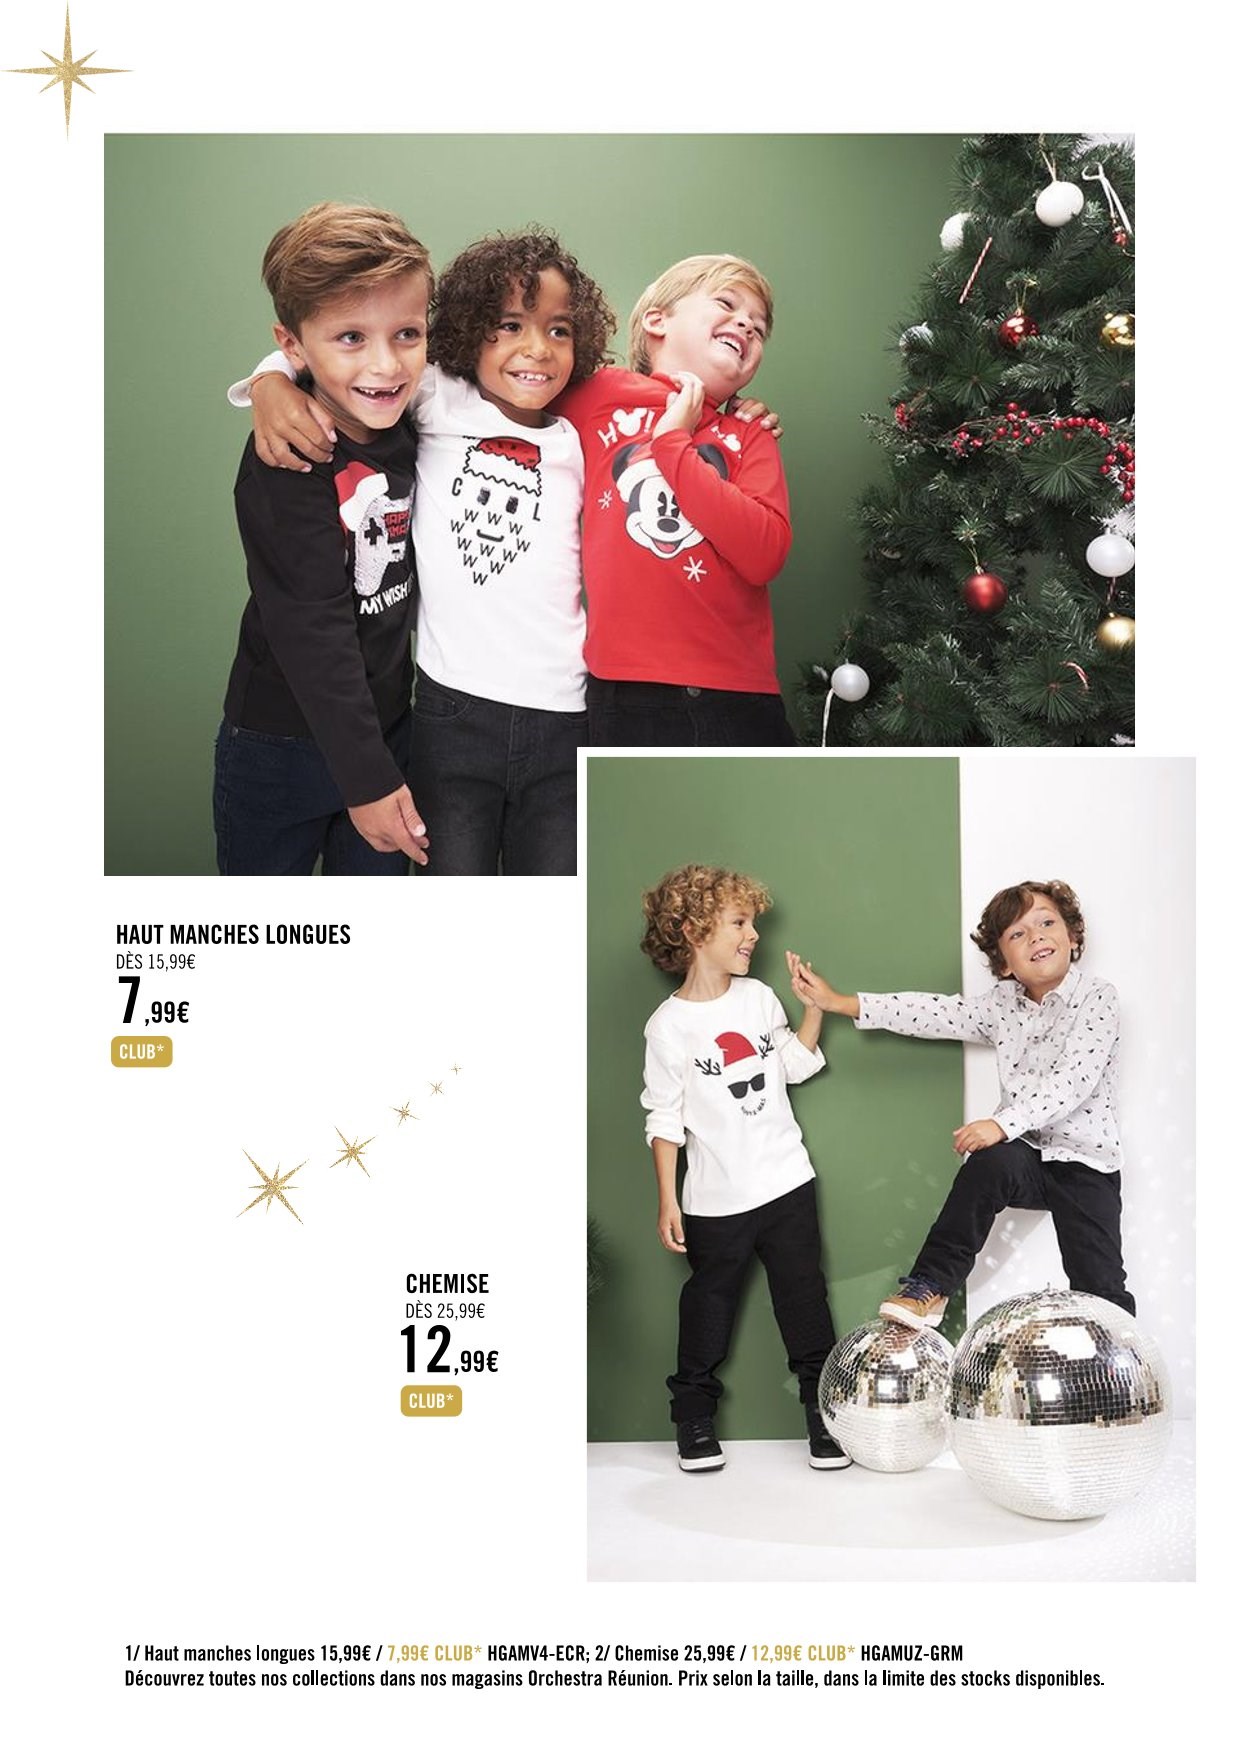 HO!
HO.
C L
W W W
W W W W
W W W
W W
W
MY WISH
HAUT MANCHES LONGUES
DÈS 15,99€
7,99€
CLUB*
CHEMISE
DÈS 25,99€
12,99€
CLUB*
1/ Haut manches longues 15,99€ / 7,99€ CLUB* HGAMV4-ECR; 2/ Chemise 25,99€ / 12,99€ CLUB* HGAMUZ-GRM
Découvrez toutes nos collections dans nos magasins Orchestra Réunion. Prix selon la taille, dans la limite des stocks disponibles.